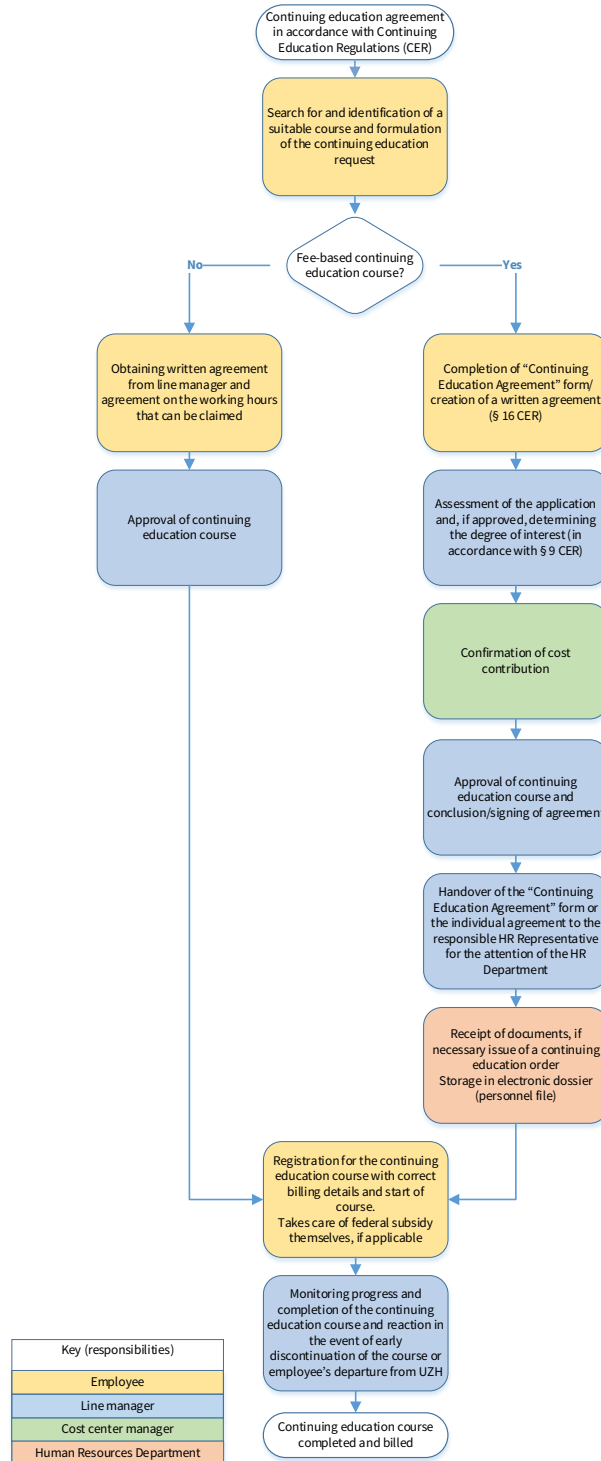 Continuing education agreement
in accordance with Continuing
Education Regulations (CER)
Search for and identification of a
suitable course and formulation
of the continuing education
request
Fee-based continuing
education course?
No
Yes
Obtaining written agreement
from line manager and
agreement on the working hours
that can be claimed
Completion of “Continuing
Education Agreement” form/
creation of a written agreement
(§ 16 CER)
Approval of continuing
education course
Assessment of the application
and, if approved, determining
the degree of interest (in
accordance with § 9 CER)
Confirmation of cost
contribution
Approval of continuing
education course and
conclusion/signing of agreement
Handover of the “Continuing
Education Agreement” form or
the individual agreement to the
responsible HR Representative
for the attention of the HR
Department
Receipt of documents, if
necessary issue of a continuing
education order
Storage in electronic dossier
(personnel file)
Registration for the continuing
education course with correct
billing details and start of
course.
Takes care of federal subsidy
themselves, if applicable
Monitoring progress and
completion of the continuing
education course and reaction in
the event of early
discontinuation of the course or
employee’s departure from UZH
Continuing education course
completed and billed
Key (responsibilities)
Employee
Line manager
Cost center manager
Human Resources Department